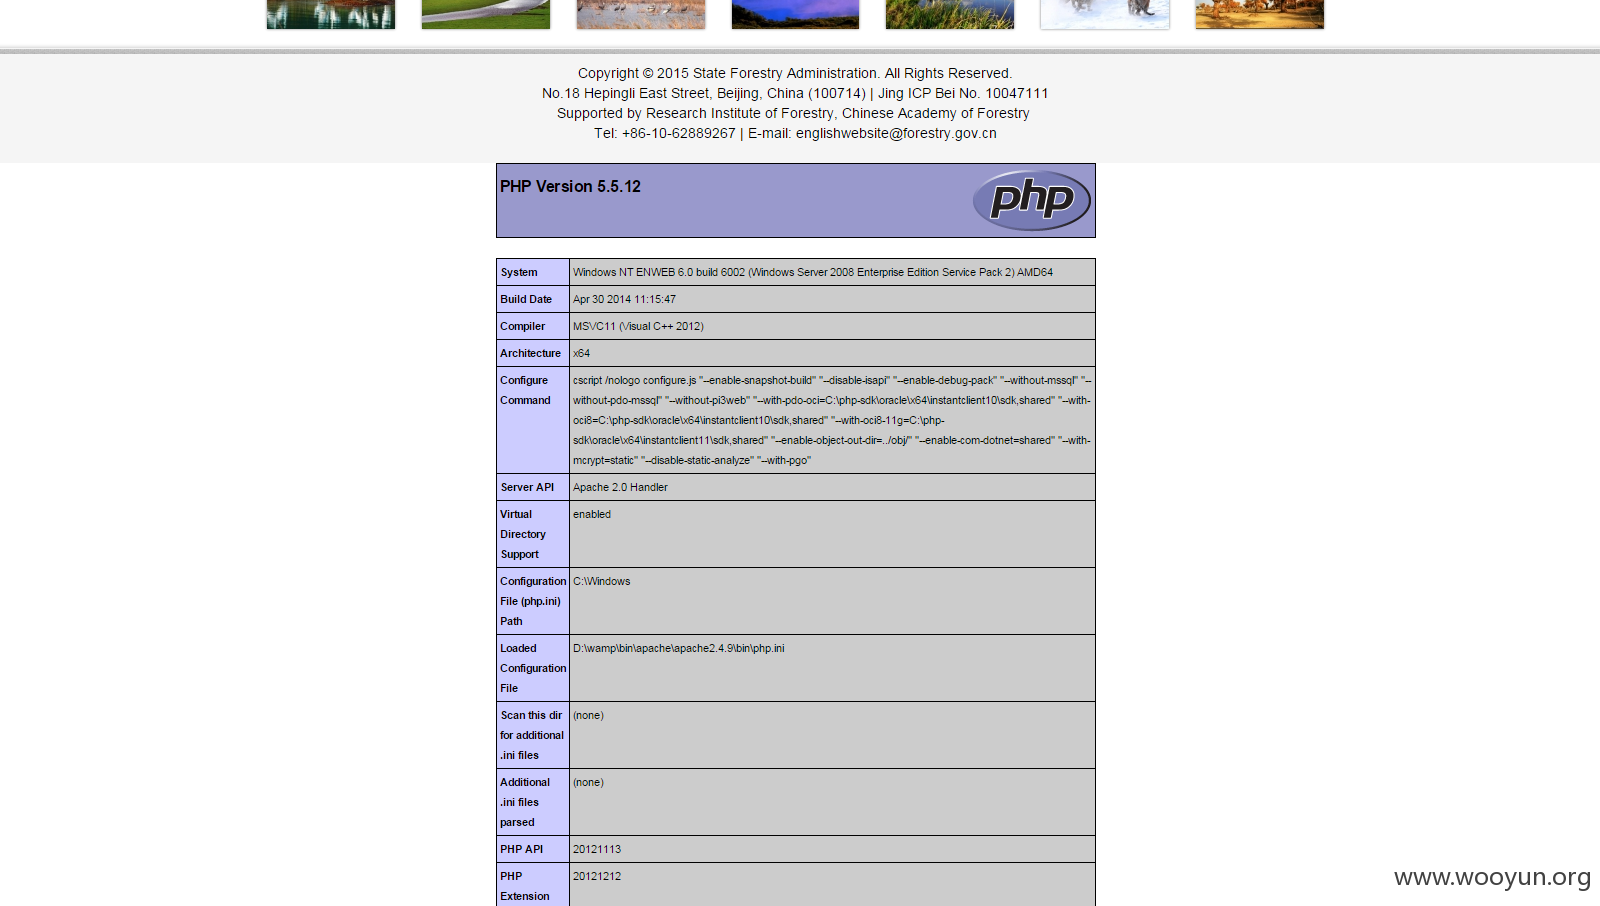 Copyright © 2015 State Forestry Administration. All Rights Reserved.
No.18 Hepingli East Street, Beijing, China (100714) | Jing ICP Bei No. 10047111
Supported by Research Institute of Forestry, Chinese Academy of Forestry
Tel: +86-10-62889267 | E-mail: englishwebsite@forestry.gov.cn
PHP Version 5.5.12
php
System
Windows NT ENWEB 6.0 build 6002 (Windows Server 2008 Enterprise Edition Service Pack 2) AMD64
Build Date
Apr 30 2014 11:15:47
Compiler
MSVC11 (Visual C++ 2012)
Architecture
x64
Configure
Command
cscript /nologo configure.js "--enable-snapshot-build" "--disable-isapi" "--enable-debug-pack" "--without-mssql" "--
without-pdo-mssql" "--without-pi3web" "--with-pdo-oci=C:\php-sdk\oracle\x64\instantclient10\sdk,shared" "--with-
oci8=C:\php-sdk\oracle\x64\instantclient10\sdk,shared" "--with-oci8-11g=C:\php-
sdk\oracle\x64\instantclient11\sdk,shared" "--enable-object-out-dir=../obj/" "--enable-com-dotnet=shared" "--with-
mcrypt=static" "--disable-static-analyze" "--with-pgo"
Server API
Apache 2.0 Handler
Virtual
Directory
Support
enabled
Configuration
File (php.ini)
Path
C:\Windows
Loaded
Configuration
File
D:\wamp\bin\apache\apache2.4.9\bin\php.ini
Scan this dir
for additional
.ini files
(none)
Additional
.ini files
parsed
(none)
PHP API
20121113
PHP
Extension
20121212
www.wooyun.org